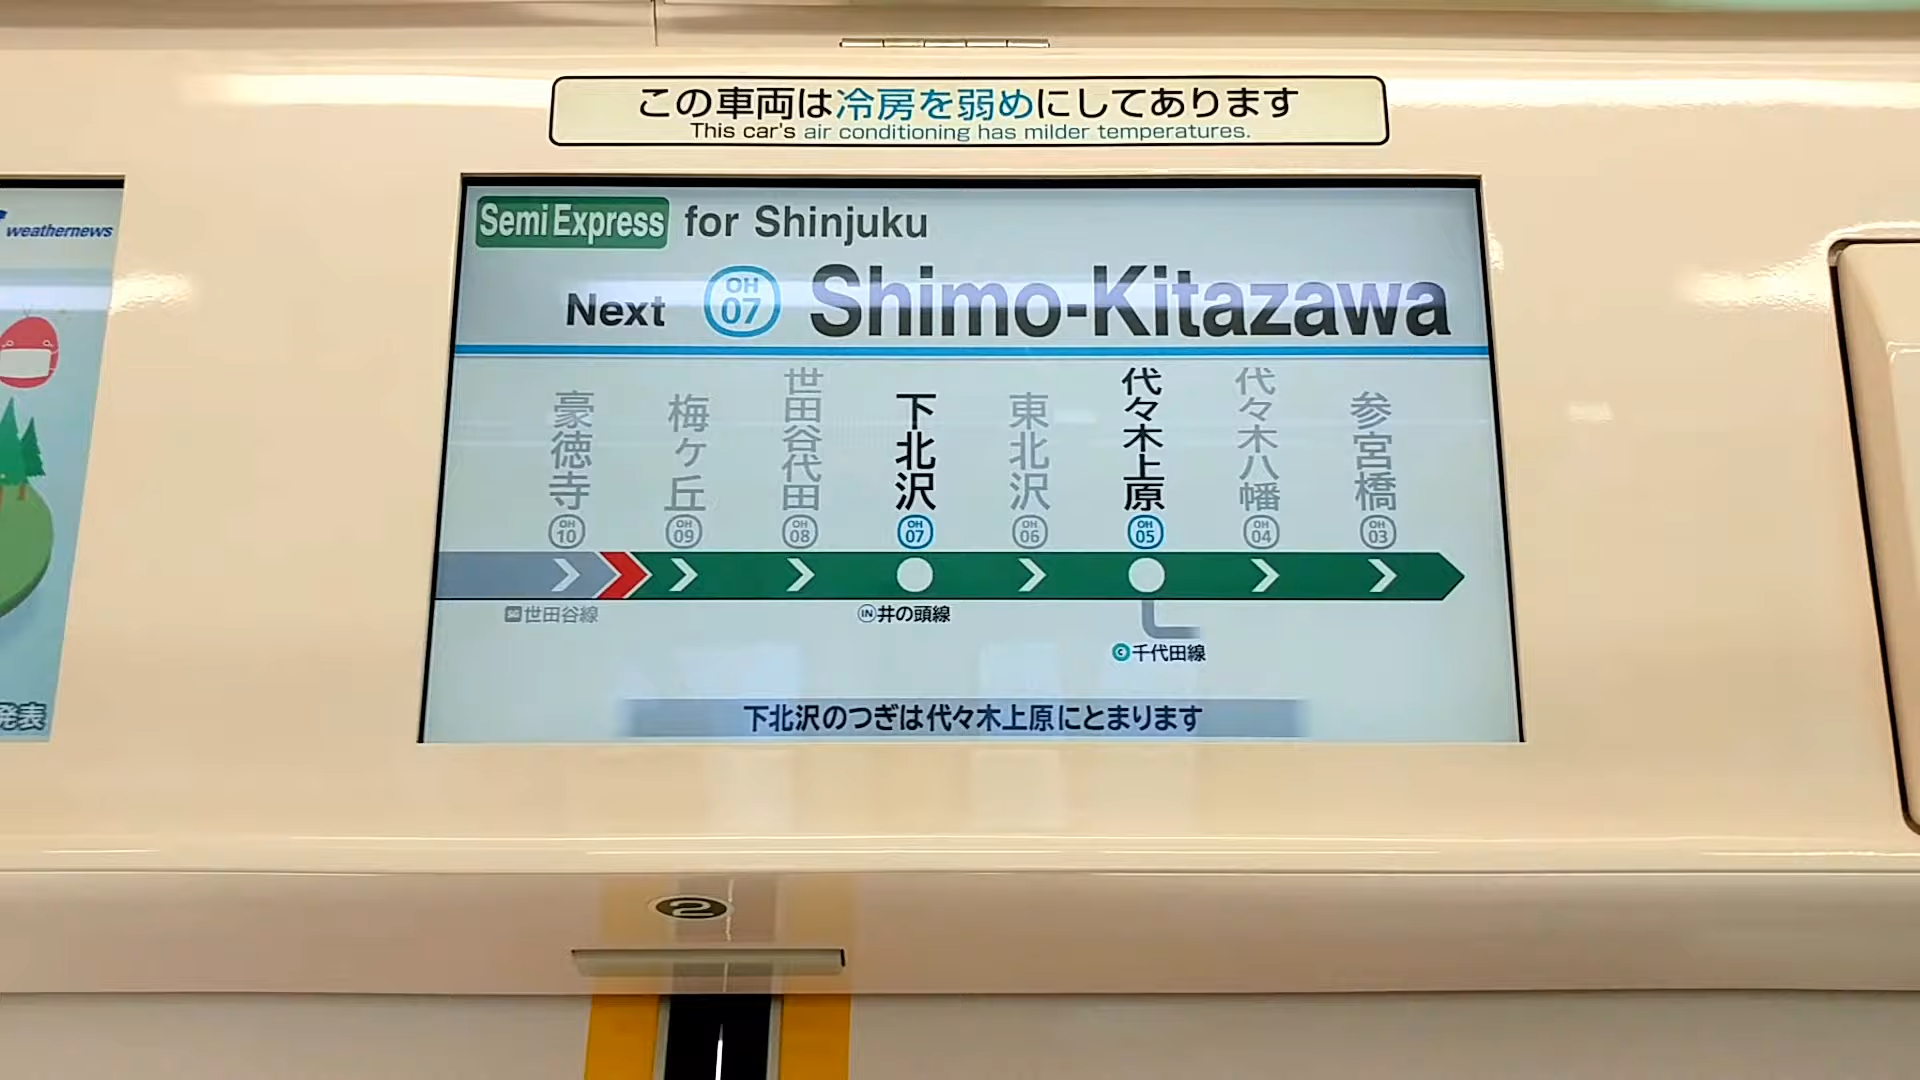 この車両は冷房を弱めにしてあります
This car's air conditioning has milder temperatures.
weathernews
発表
Semi Express for Shinjuku
Next OH 07 Shimo-Kitazawa
豪徳寺 梅ヶ丘 世田谷代田 下北沢 東北沢 代々木上原 代々木八幡 参宮橋
OH 10 OH 09 OH 08 OH 07 OH 06 OH 05 OH 04 OH 03
SG 世田谷線 IN 井の頭線
C 千代田線
下北沢のつぎは代々木上原にとまります
2